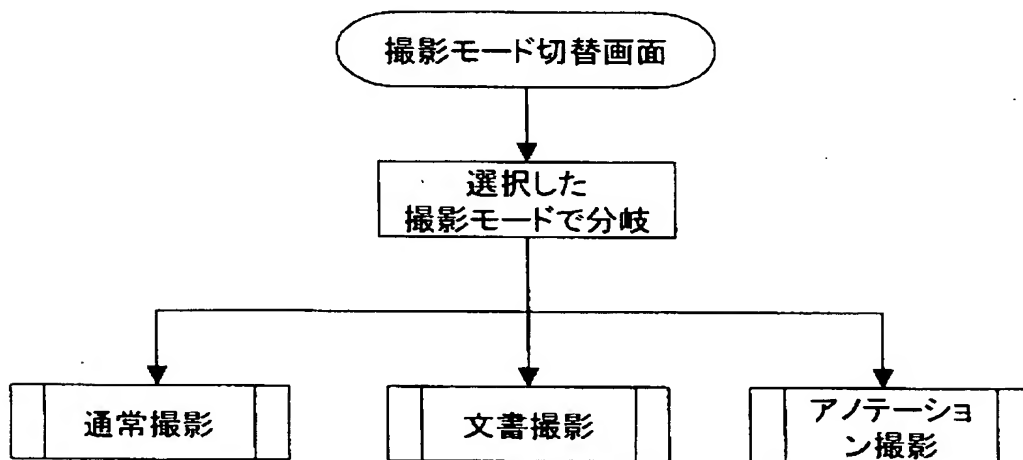 撮影モード切替画面
選択した
撮影モードで分岐
通常撮影
文書撮影
アノテーショ
ン撮影